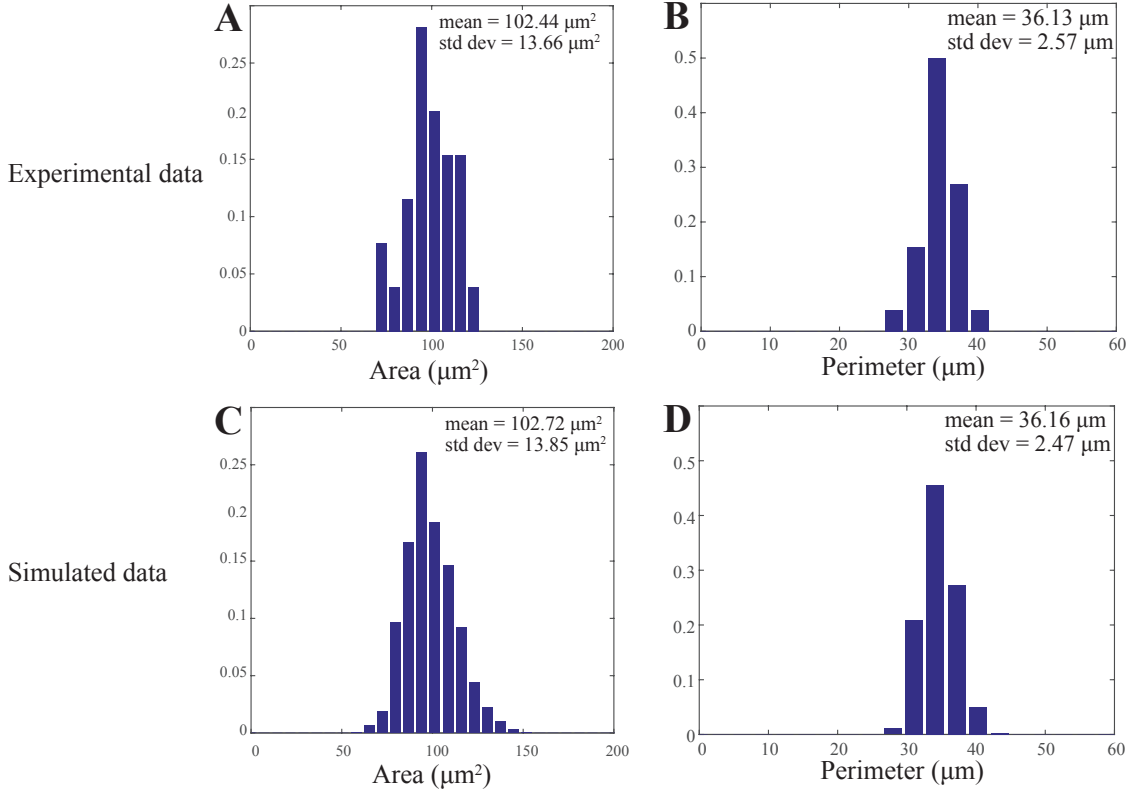 A
mean = 102.44 μm²
std dev = 13.66 μm²
0.25
0.2
0.15
0.1
0.05
0
0 50 100 150 200
Area (μm²)
B
mean = 36.13 μm
std dev = 2.57 μm
0.5
0.4
0.3
0.2
0.1
0
0 10 20 30 40 50 60
Perimeter (μm)
Experimental data
C
mean = 102.72 μm²
std dev = 13.85 μm²
0.25
0.2
0.15
0.1
0.05
0
0 50 100 150 200
Area (μm²)
D
mean = 36.16 μm
std dev = 2.47 μm
0.5
0.4
0.3
0.2
0.1
0
0 10 20 30 40 50 60
Perimeter (μm)
Simulated data